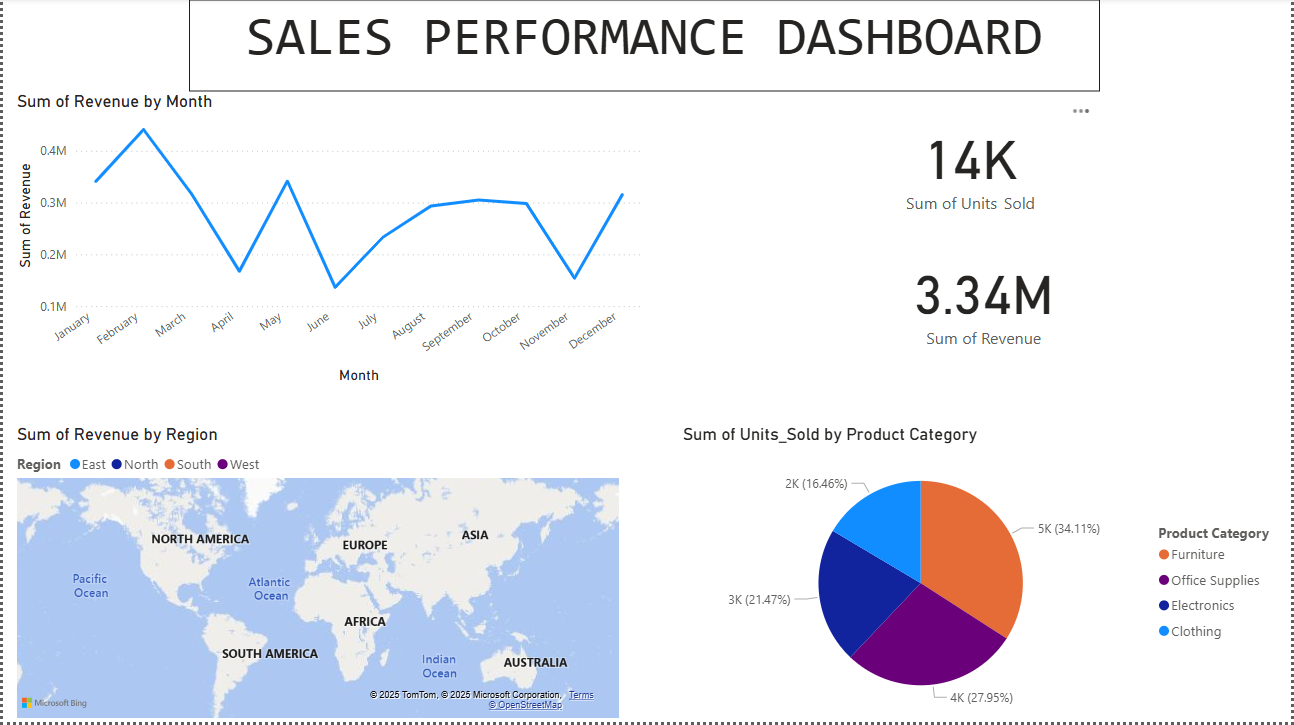 SALES PERFORMANCE DASHBOARD
Sum of Revenue by Month
Sum of Revenue
0.4M
0.3M
0.2M
0.1M
January
February
March
April
May
June
July
August
September
October
November
December
Month
14K
Sum of Units Sold
3.34M
Sum of Revenue
Sum of Revenue by Region
Region East North South West
NORTH AMERICA
EUROPE
ASIA
Pacific
Ocean
Atlantic
Ocean
AFRICA
SOUTH AMERICA
Indian
Ocean
AUSTRALIA
© 2025 TomTom, © 2025 Microsoft Corporation, Terms
© OpenStreetMap
Microsoft Bing
Sum of Units_Sold by Product Category
2K (16.46%)
5K (34.11%)
3K (21.47%)
4K (27.95%)
Product Category
Furniture
Office Supplies
Electronics
Clothing